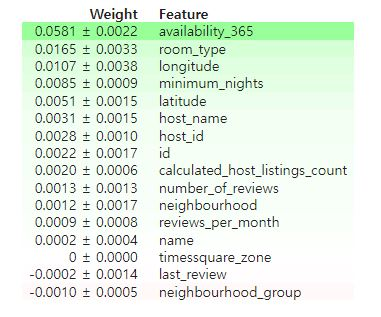 Weight Feature
0.0581 ± 0.0022 availability_365
0.0165 ± 0.0033 room_type
0.0107 ± 0.0038 longitude
0.0085 ± 0.0009 minimum_nights
0.0051 ± 0.0015 latitude
0.0031 ± 0.0015 host_name
0.0028 ± 0.0010 host_id
0.0022 ± 0.0017 id
0.0020 ± 0.0006 calculated_host_listings_count
0.0013 ± 0.0013 number_of_reviews
0.0012 ± 0.0017 neighbourhood
0.0009 ± 0.0008 reviews_per_month
0.0002 ± 0.0004 name
0 ± 0.0000 timessquare_zone
-0.0002 ± 0.0014 last_review
-0.0010 ± 0.0005 neighbourhood_group